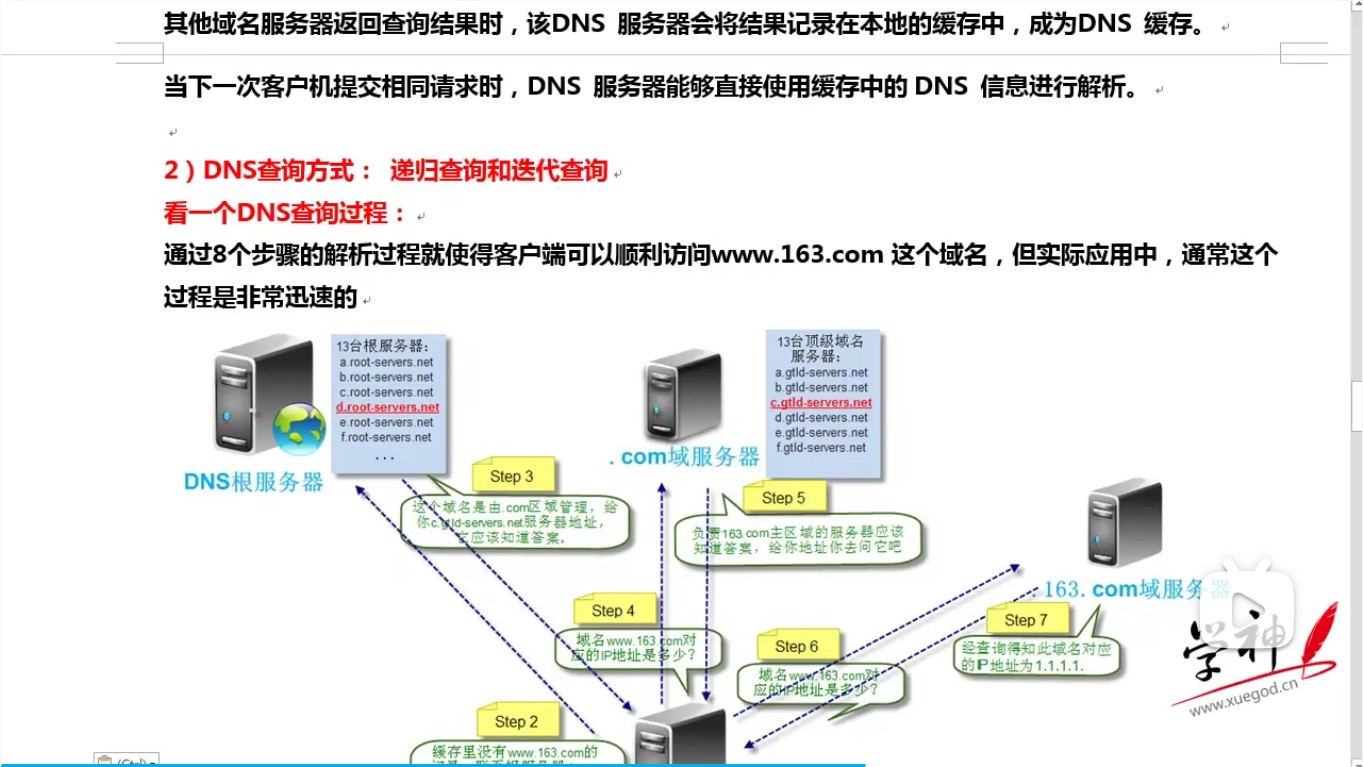 其他域名服务器返回查询结果时，该DNS 服务器会将结果记录在本地的缓存中，成为DNS 缓存。
当下一次客户机提交相同请求时，DNS 服务器能够直接使用缓存中的 DNS 信息进行解析。
2）DNS查询方式： 递归查询和迭代查询
看一个DNS查询过程：
通过8个步骤的解析过程就使得客户端可以顺利访问www.163.com 这个域名，但实际应用中，通常这个
过程是非常迅速的
13台根服务器：
a.root-servers.net
b.root-servers.net
c.root-servers.net
d.root-servers.net
e.root-servers.net
f.root-servers.net
...
DNS根服务器
13台顶级域名
服务器：
a.gtld-servers.net
b.gtld-servers.net
c.gtld-servers.net
d.gtld-servers.net
e.gtld-servers.net
f.gtld-servers.net
.com域服务器
Step 3
这个域名是由.com区域管理，给
你c.gtld-servers.net服务器地址，
它应该知道答案。
Step 5
负责163.com主区域的服务器应该
知道答案，给你地址你去问它吧
.163.com域服务器
Step 4
域名www.163.com对
应的IP地址是多少？
Step 6
域名www.163.com对
应的IP地址是多少？
Step 7
经查询得知此域名对应
的IP地址为1.1.1.1.
学神
www.xuegod.cn
Step 2
缓存里没有www.163.com的
(Ctrl)